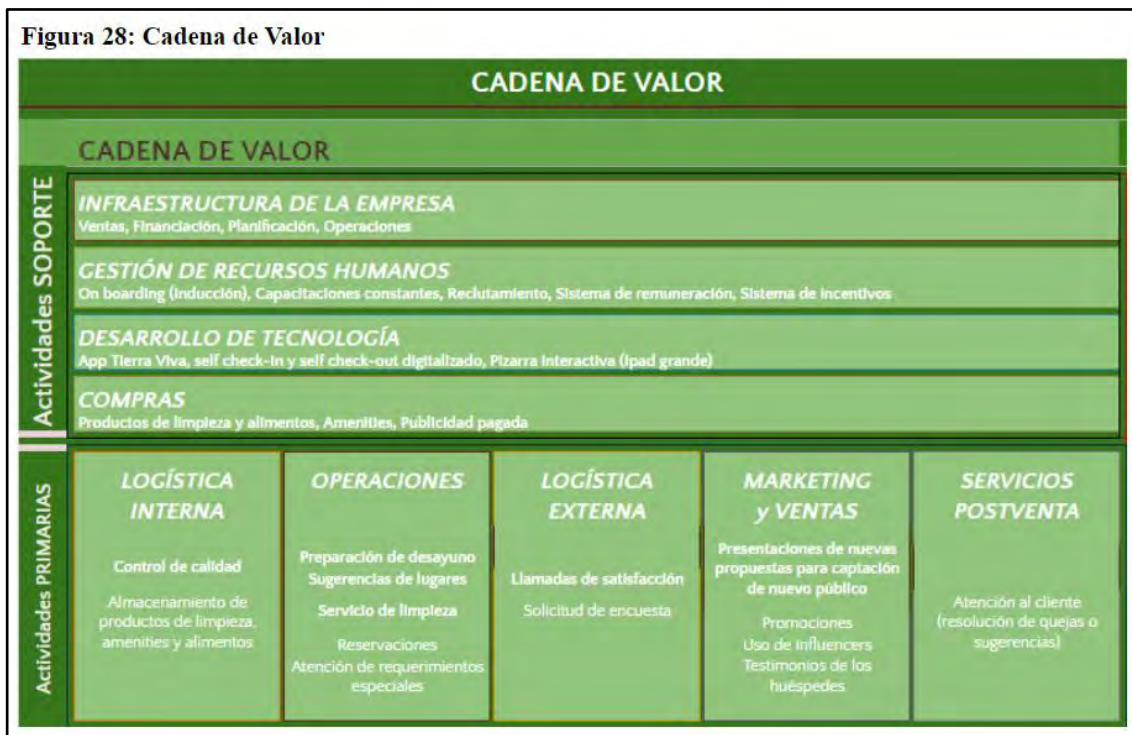 Figura 28: Cadena de Valor
CADENA DE VALOR
CADENA DE VALOR
Actividades SOPORTE
INFRAESTRUCTURA DE LA EMPRESA
Ventas, Financiación, Planificación, Operaciones
GESTIÓN DE RECURSOS HUMANOS
On boarding (Inducción), Capacitaciones constantes, Reclutamiento, Sistema de remuneración, Sistema de incentivos
DESARROLLO DE TECNOLOGÍA
App Tierra Viva, self check-in y self check-out digitalizado, Pizarra Interactiva (Ipad grande)
COMPRAS
Productos de limpieza y alimentos, Amenities, Publicidad pagada
Actividades PRIMARIAS
LOGÍSTICA
INTERNA
Control de calidad
Almacenamiento de
productos de limpieza,
amenities y alimentos
OPERACIONES
Preparación de desayuno
Sugerencias de lugares
Servicio de limpieza
Reservaciones
Atención de requerimientos
especiales
LOGÍSTICA
EXTERNA
Llamadas de satisfacción
Solicitud de encuesta
MARKETING
y VENTAS
Presentaciones de nuevas
propuestas para captación
de nuevo público
Promociones
Uso de influencers
Testimonios de los
huéspedes
SERVICIOS
POSTVENTA
Atención al cliente
(resolución de quejas o
sugerencias)